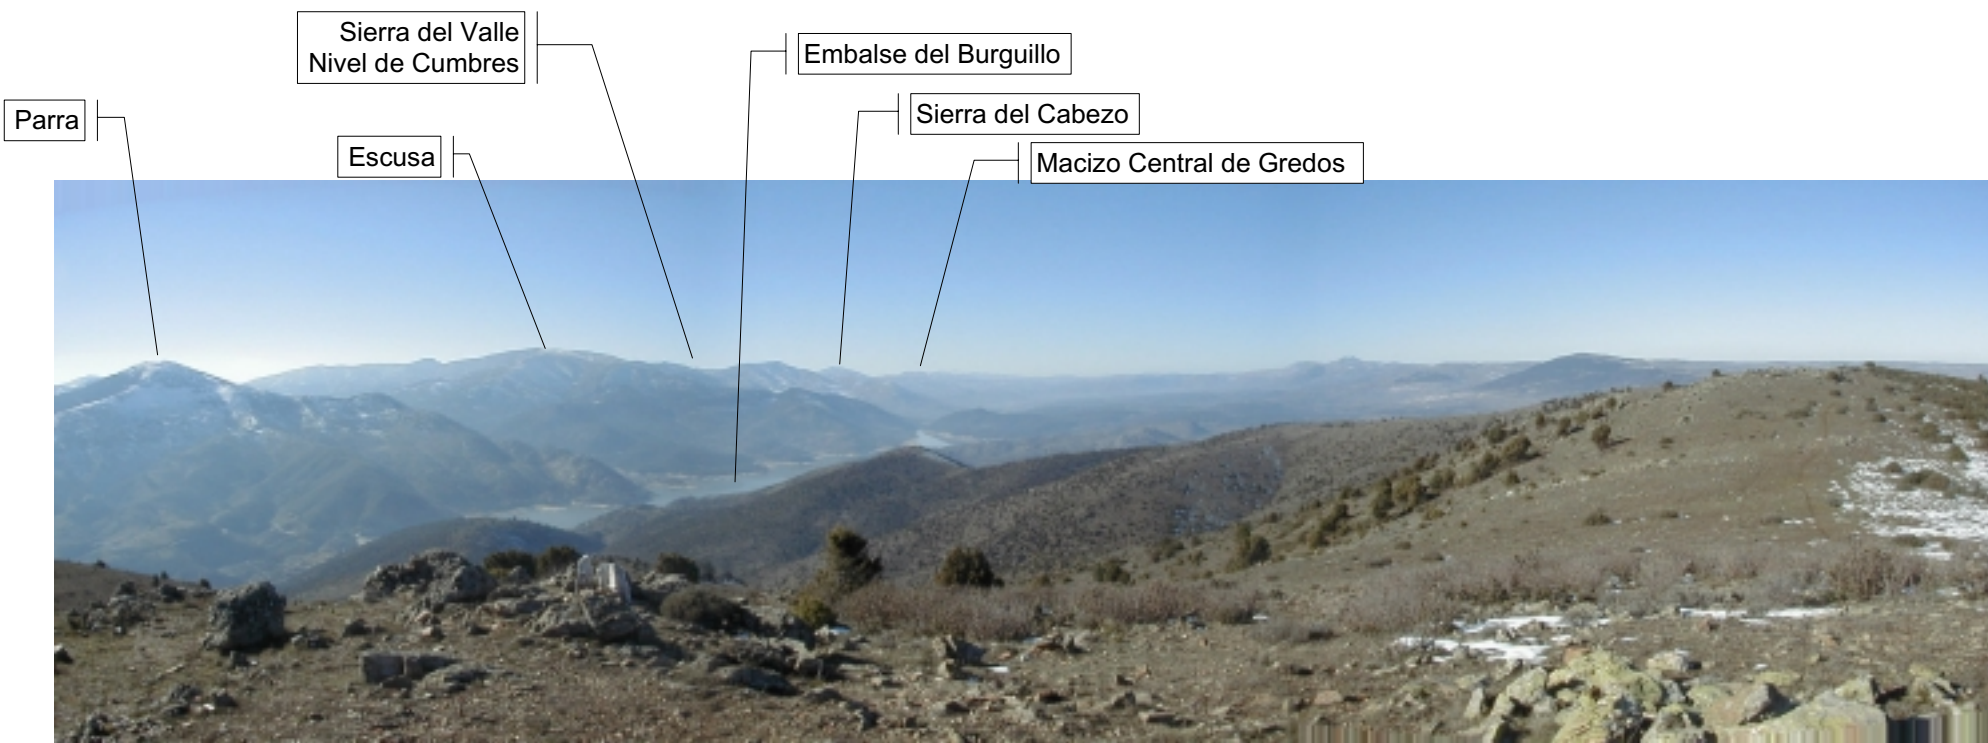 Sierra del Valle
Nivel de Cumbres
Embalse del Burguillo
Parra
Sierra del Cabezo
Escusa
Macizo Central de Gredos